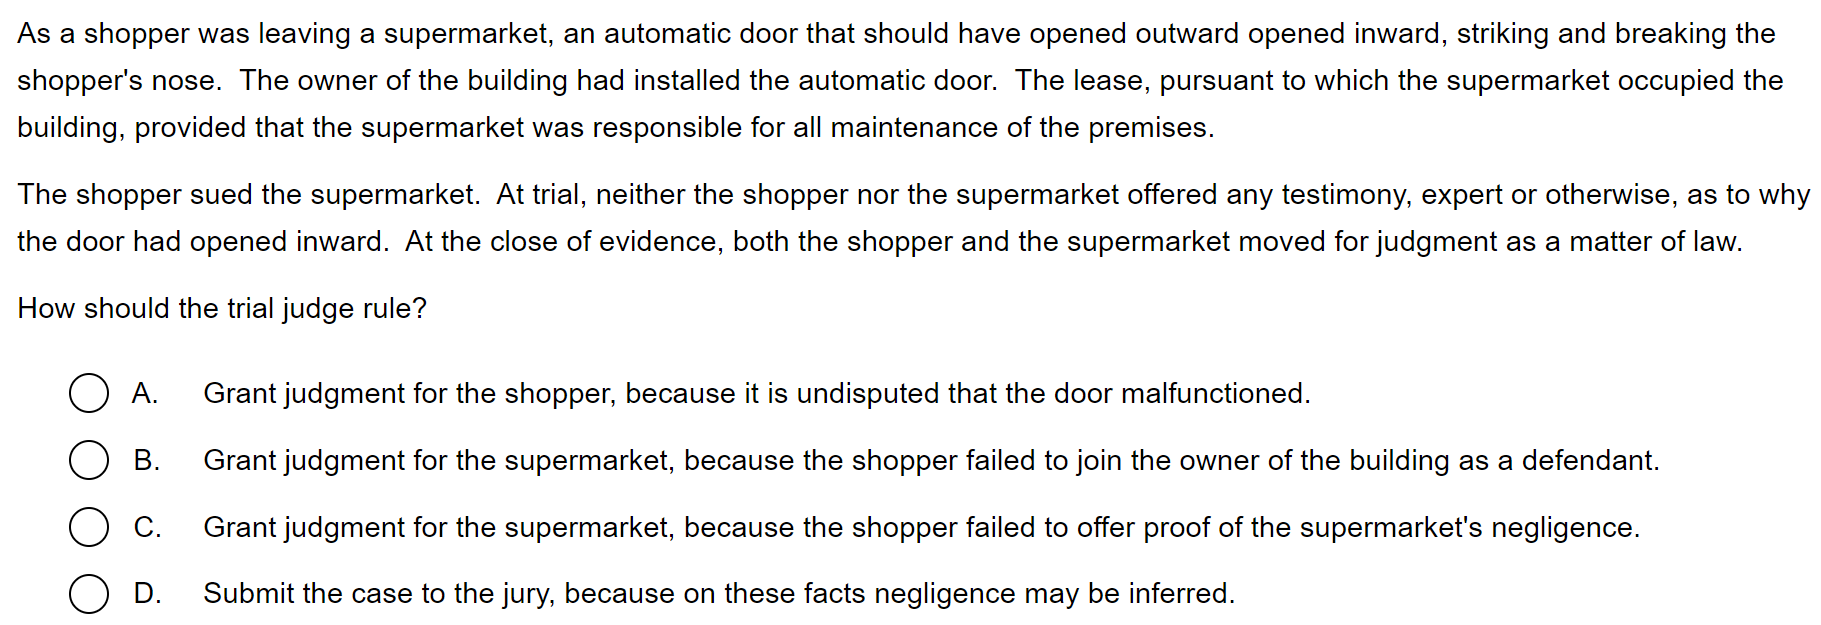 As a shopper was leaving a supermarket, an automatic door that should have opened outward opened inward, striking and breaking the
shopper's nose.  The owner of the building had installed the automatic door.  The lease, pursuant to which the supermarket occupied the
building, provided that the supermarket was responsible for all maintenance of the premises.
The shopper sued the supermarket.  At trial, neither the shopper nor the supermarket offered any testimony, expert or otherwise, as to why
the door had opened inward.  At the close of evidence, both the shopper and the supermarket moved for judgment as a matter of law.
How should the trial judge rule?
A. Grant judgment for the shopper, because it is undisputed that the door malfunctioned.
B. Grant judgment for the supermarket, because the shopper failed to join the owner of the building as a defendant.
C. Grant judgment for the supermarket, because the shopper failed to offer proof of the supermarket's negligence.
D. Submit the case to the jury, because on these facts negligence may be inferred.